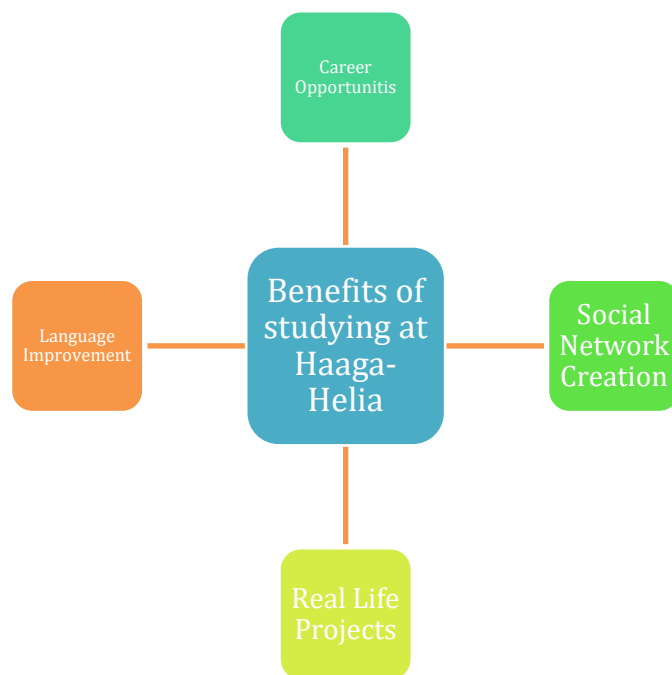 Career
Opportunitis
Benefits of
studying at
Haaga-
Helia
Language
Improvement
Social
Network
Creation
Real Life
Projects